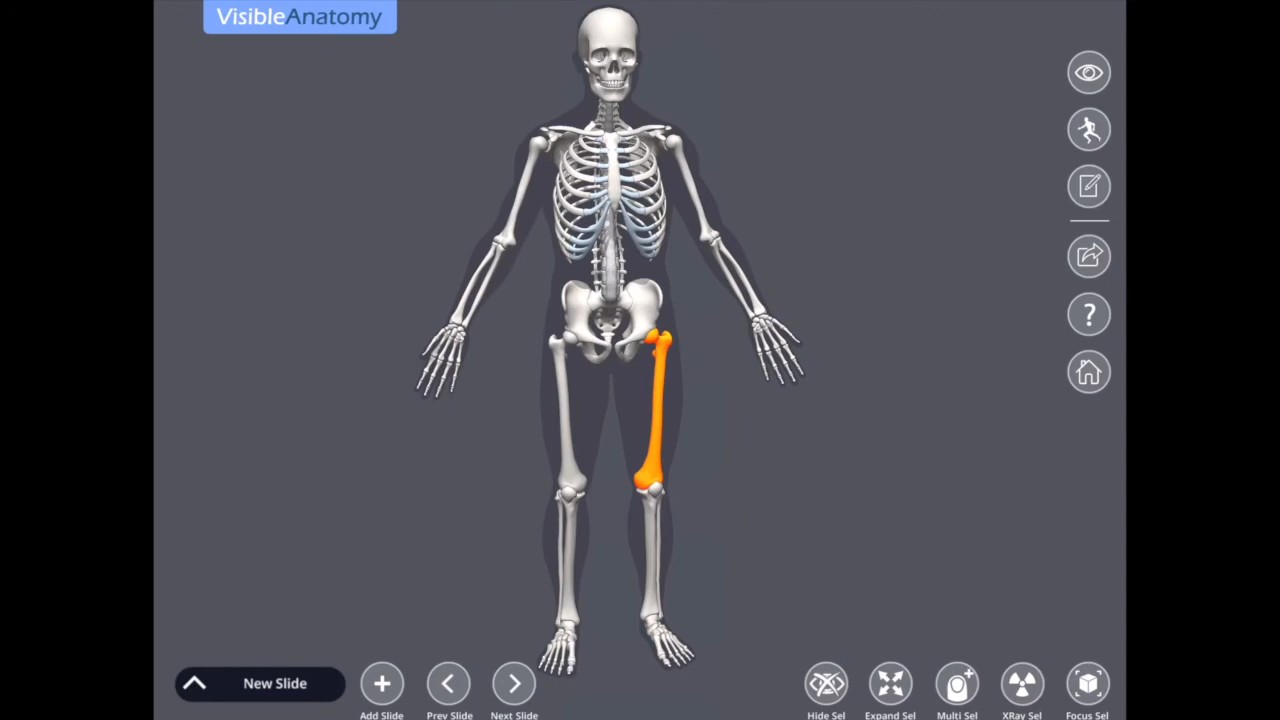 VisibleAnatomy
?
New Slide
Add Slide
Prev Slide
Next Slide
Hide Sel
Expand Sel
Multi Sel
XRay Sel
Focus Sel